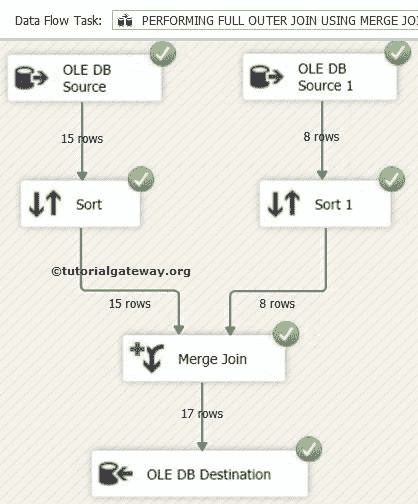 Data Flow Task:
PERFORMING FULL OUTER JOIN USING MERGE JOI
OLE DB
Source
OLE DB
Source 1
15 rows
8 rows
Sort
Sort 1
©tutorialgateway.org
15 rows
8 rows
Merge Join
17 rows
OLE DB Destination